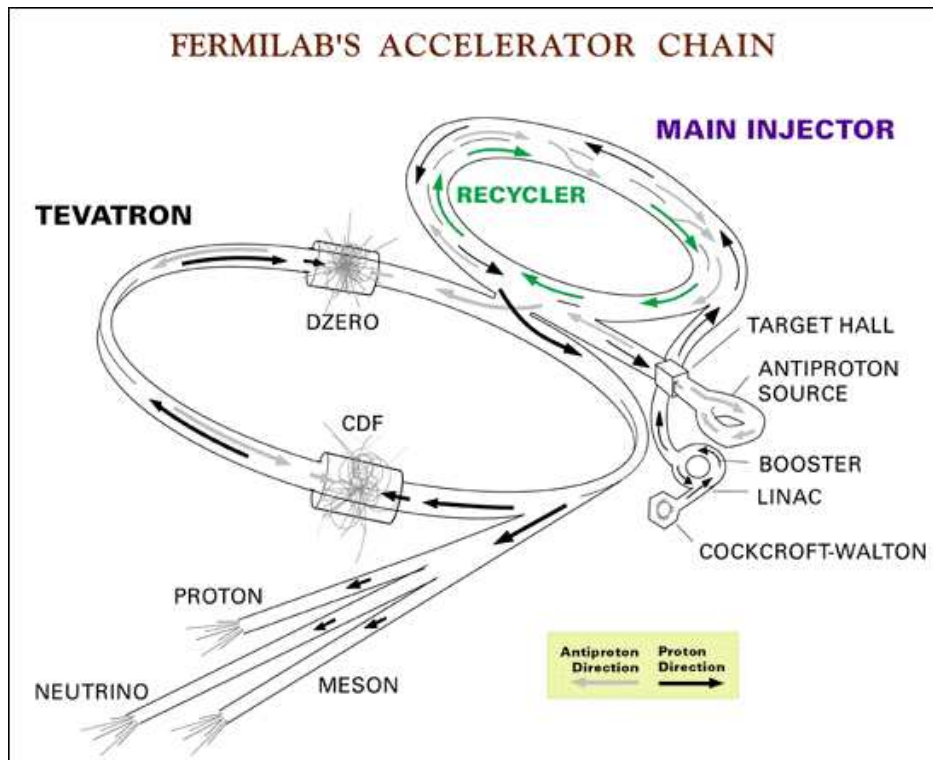 FERMILAB'S ACCELERATOR CHAIN
MAIN INJECTOR
RECYCLER
TEVATRON
DZERO
TARGET HALL
ANTIPROTON
SOURCE
CDF
BOOSTER
LINAC
COCKCROFT-WALTON
PROTON
NEUTRINO
MESON
Antiproton
Direction
Proton
Direction